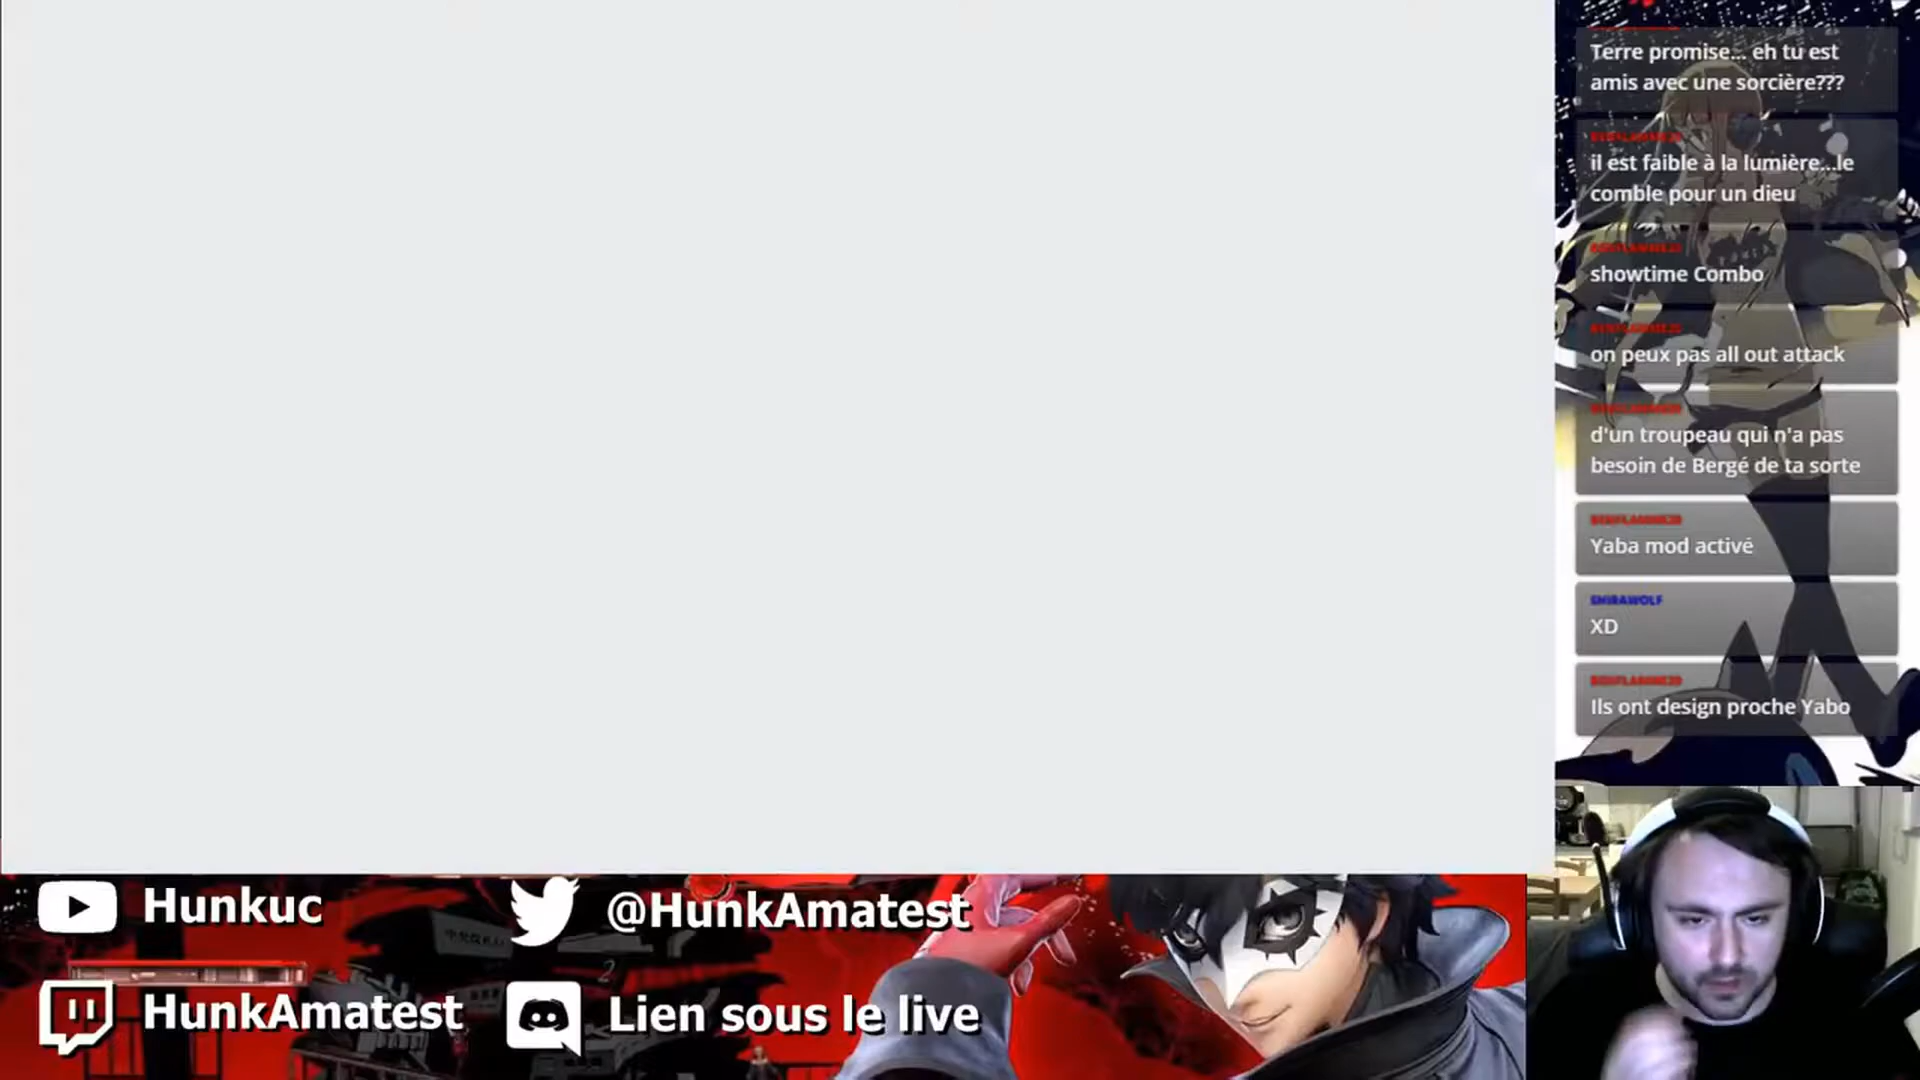 Terre promise... eh tu est
amis avec une sorcière???
il est faible à la lumière...le
comble pour un dieu
showtime Combo
on peux pas all out attack
d'un troupeau qui n'a pas
besoin de Bergé de ta sorte
Yaba mod activé
SHIRAWOLF
XD
Ils ont design proche Yabo
Hunkuc
@HunkAmatest
HunkAmatest
Lien sous le live